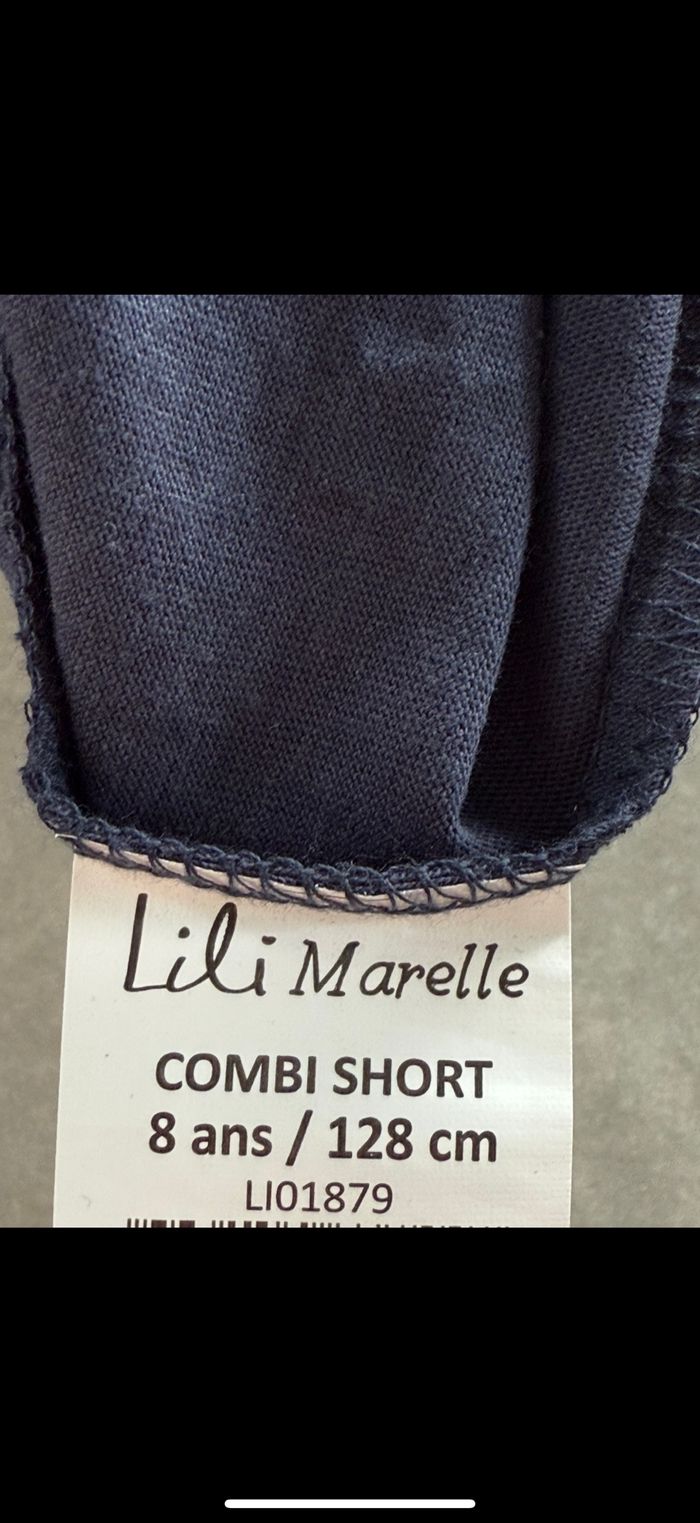 Lili Marelle
COMBI SHORT
8 ans / 128 cm
LI01879